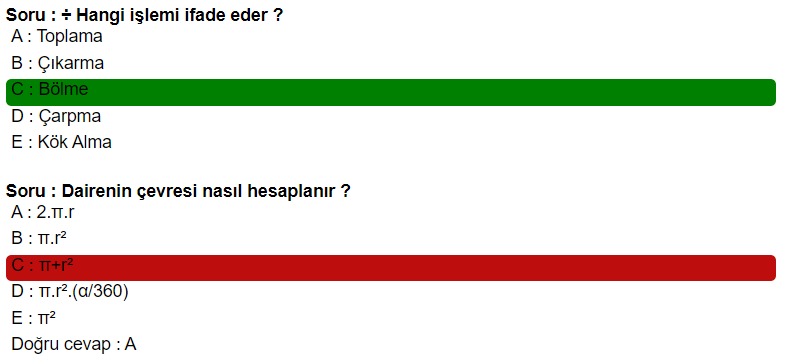 Soru : ÷ Hangi işlemi ifade eder ?
A : Toplama
B : Çıkarma
C : Bölme
D : Çarpma
E : Kök Alma
Soru : Dairenin çevresi nasıl hesaplanır ?
A : 2.π.r
B : π.r²
C : π+r²
D : π.r².(α/360)
E : π²
Doğru cevap : A